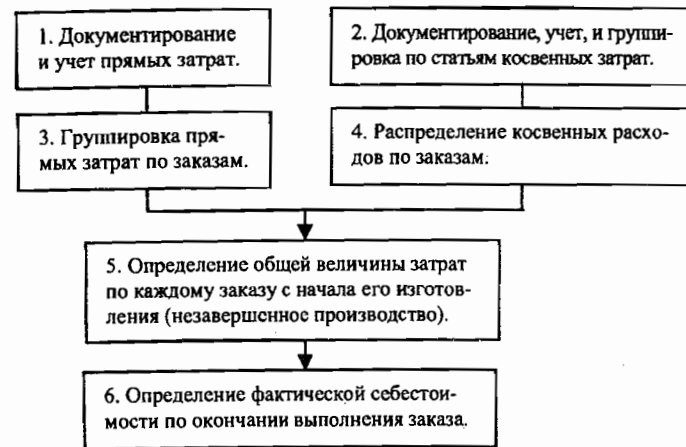 1. Документирование
и учет прямых затрат.
2. Документирование, учет, и группи-
ровка по статьям косвенных затрат.
3. Группировка пря-
мых затрат по заказам.
4. Распределение косвенных расхо-
дов по заказам.
5. Определение общей величины затрат
по каждому заказу с начала его изготов-
ления (незавершенное производство).
6. Определение фактической себестои-
мости по окончании выполнения заказа.